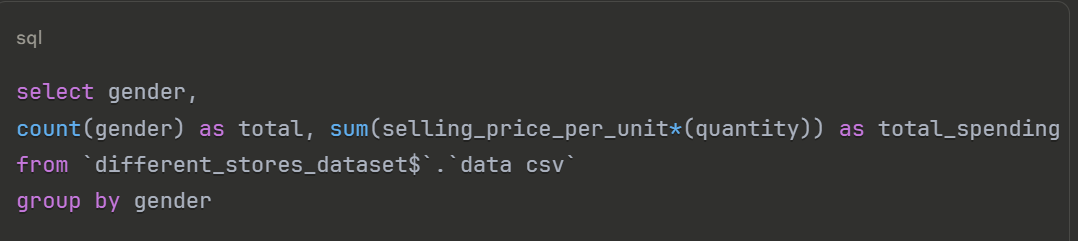 sql
select gender,
count(gender) as total, sum(selling_price_per_unit*(quantity)) as total_spending
from `different_stores_dataset$`.`data csv`
group by gender